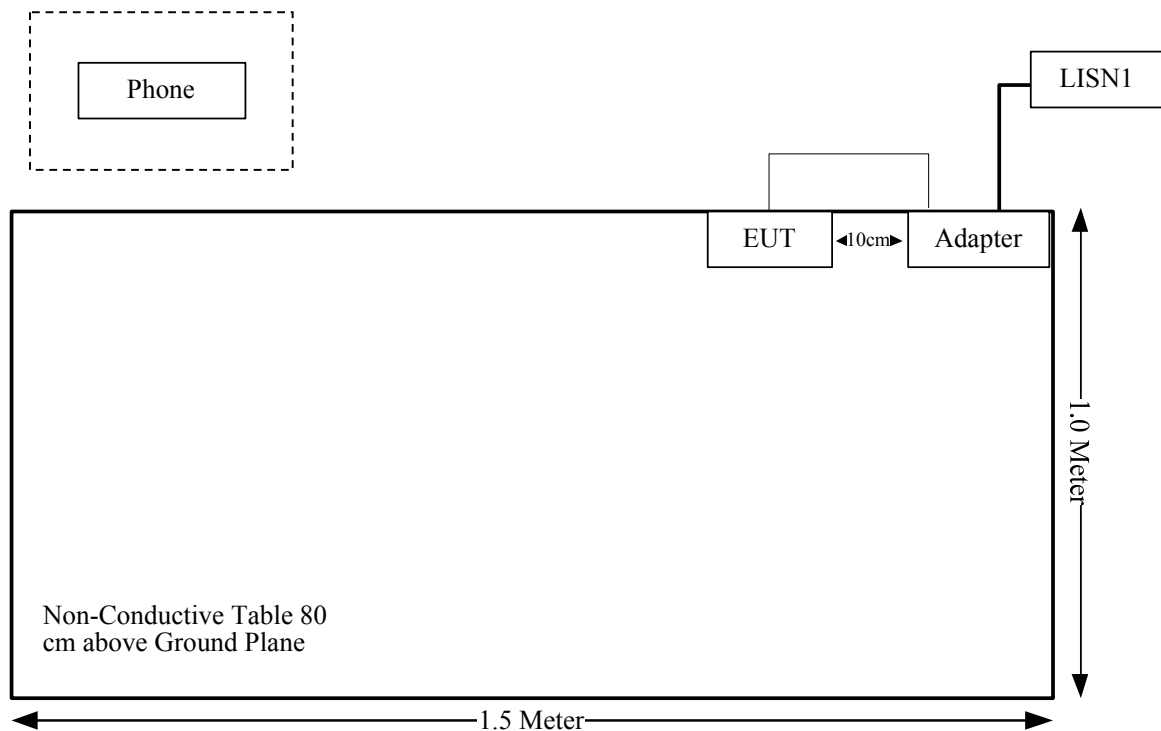 Phone
LISN1
EUT
10cm
Adapter
1.0 Meter
Non-Conductive Table 80
cm above Ground Plane
1.5 Meter